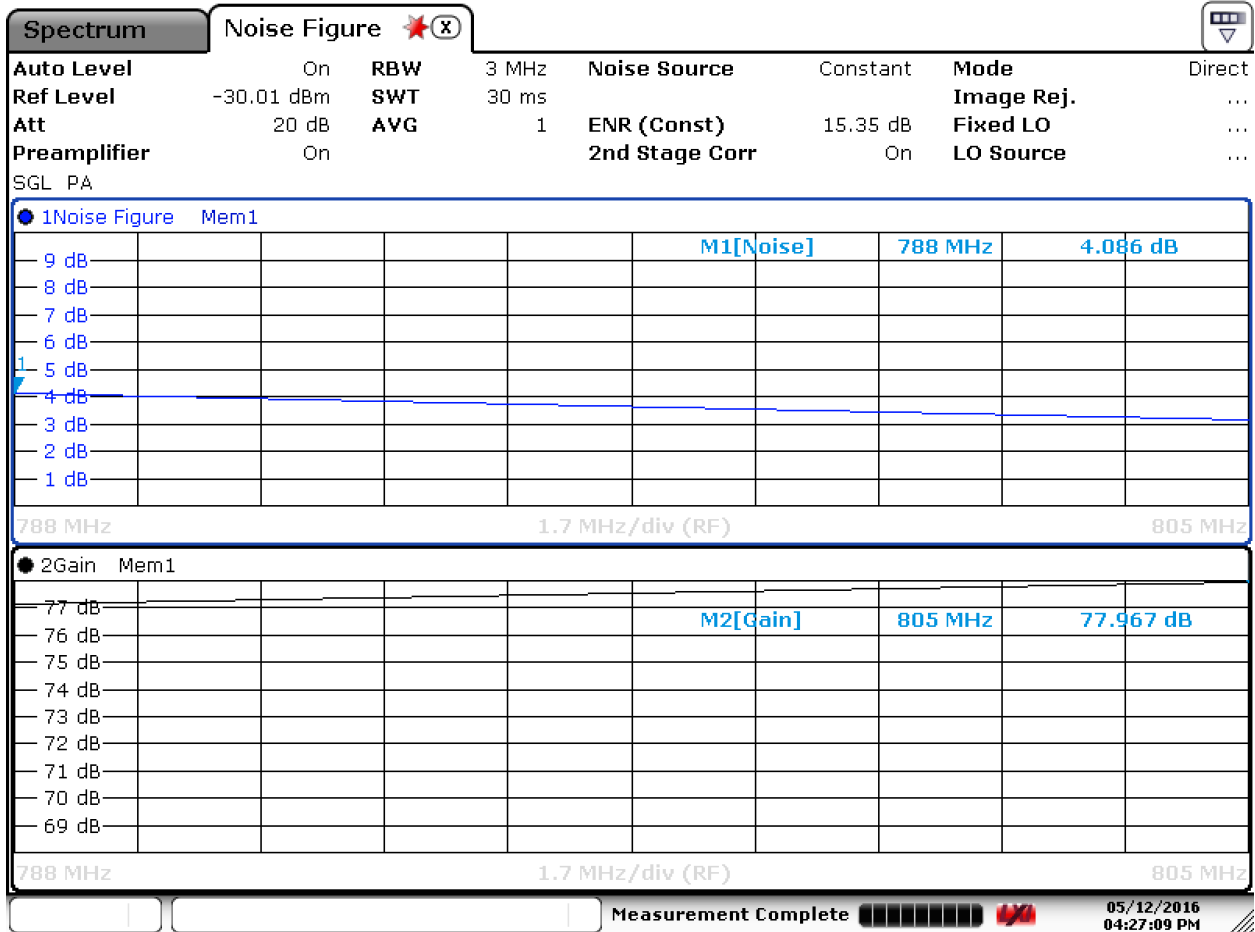 Spectrum Noise Figure X
Auto Level On RBW 3 MHz Noise Source Constant Mode Direct
Ref Level -30.01 dBm SWT 30 ms Image Rej. ...
Att 20 dB AVG 1 ENR (Const) 15.35 dB Fixed LO ...
Preamplifier On 2nd Stage Corr On LO Source ...
SGL PA
1Noise Figure Mem1
M1[Noise] 788 MHz 4.086 dB
9 dB
8 dB
7 dB
6 dB
1
5 dB
4 dB
3 dB
2 dB
1 dB
788 MHz 1.7 MHz/div (RF) 805 MHz
2Gain Mem1
77 dB
M2[Gain] 805 MHz 77.967 dB
76 dB
75 dB
74 dB
73 dB
72 dB
71 dB
70 dB
69 dB
788 MHz 1.7 MHz/div (RF) 805 MHz
Measurement Complete LXI 05/12/2016
04:27:09 PM